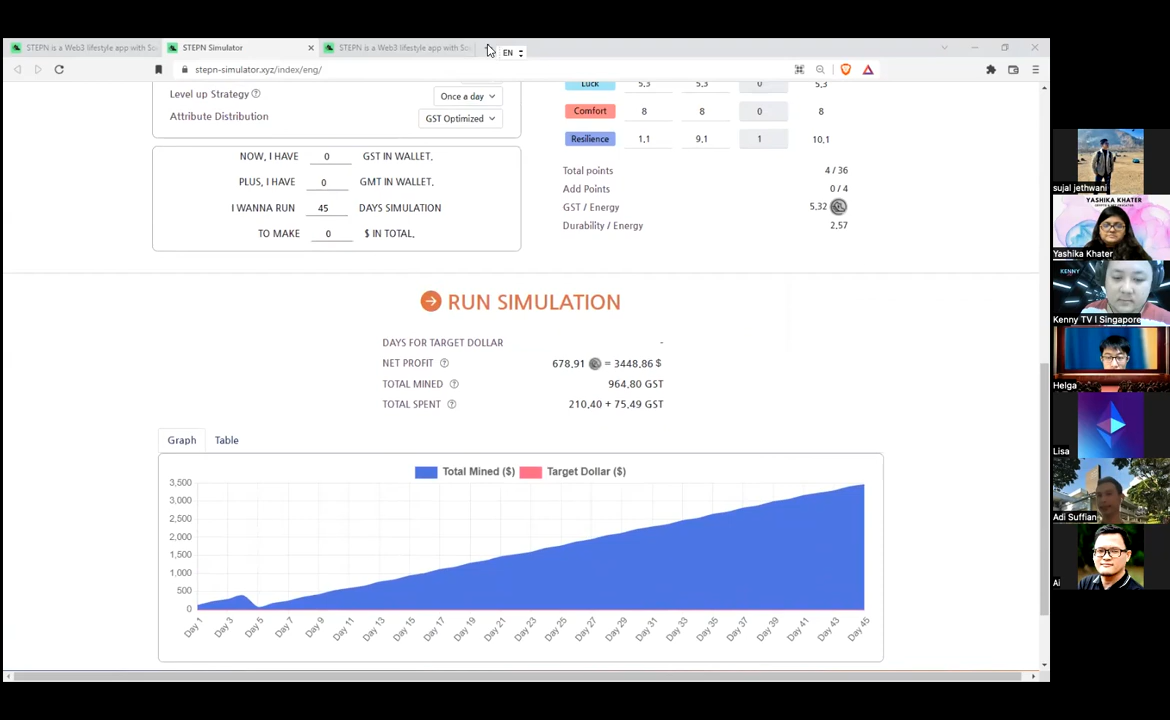 STEPN is a Web3 lifestyle app with Soc
STEPN Simulator
STEPN is a Web3 lifestyle app with Soc
EN
stepn-simulator.xyz/index/eng/
Level up Strategy
Once a day
Attribute Distribution
GST Optimized
NOW, I HAVE 0 GST IN WALLET,
PLUS, I HAVE 0 GMT IN WALLET,
I WANNA RUN 45 DAYS SIMULATION
TO MAKE 0 $ IN TOTAL,
Luck 5,3 5,3 0 5,3
Comfort 8 8 0 8
Resilience 1,1 9,1 1 10,1
Total points 4 / 36
Add Points 0 / 4
GST / Energy 5,32
Durability / Energy 2,57
RUN SIMULATION
DAYS FOR TARGET DOLLAR -
NET PROFIT 678,91 = 3448,86 $
TOTAL MINED 964,80 GST
TOTAL SPENT 210,40 + 75,49 GST
Graph Table
Total Mined ($) Target Dollar ($)
3,500
3,000
2,500
2,000
1,500
1,000
500
0
Day 1 Day 3 Day 5 Day 7 Day 9 Day 11 Day 13 Day 15 Day 17 Day 19 Day 21 Day 23 Day 25 Day 27 Day 29 Day 31 Day 33 Day 35 Day 37 Day 39 Day 41 Day 43 Day 45
sujal jethwani
YASHIKA KHATER
Yashika Khater
KENNY
Kenny TV I Singapore
Helga
Lisa
Adi Suffian
Ai